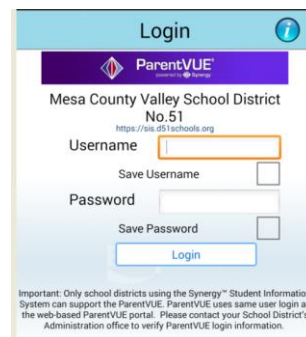 Login
ParentVUE
powered by Synergy
Mesa County Valley School District
No.51
https://sis.d51schools.org
Username
Save Username
Password
Save Password
Login
Important: Only school districts using the Synergy™ Student Informatio
System can support the ParentVUE. ParentVUE uses same user login a
the web-based ParentVUE portal. Please contact your School District's
Administration office to verify ParentVUE login information.